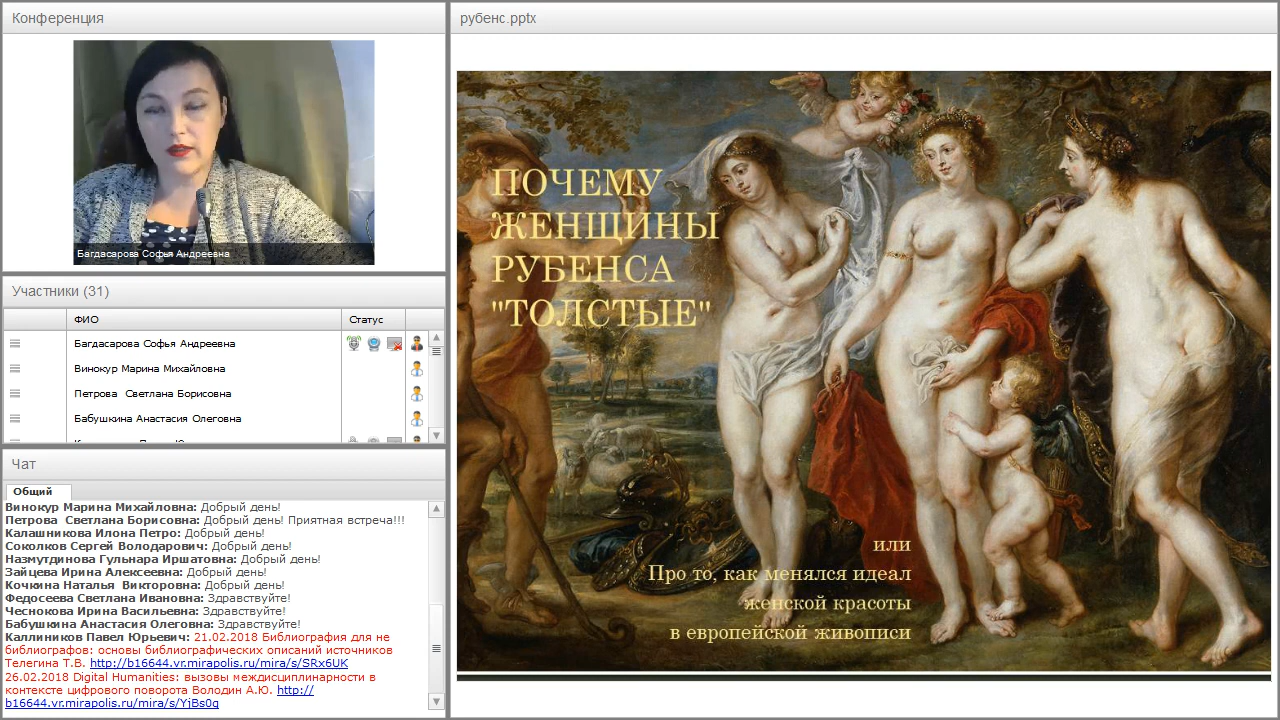 Конференция
Багдасарова Софья Андреевна
Участники (31)
ФИО
Статус
Багдасарова Софья Андреевна
Винокур Марина Михайловна
Петрова Светлана Борисовна
Бабушкина Анастасия Олеговна
Чат
Общий
Винокур Марина Михайловна: Добрый день!
Петрова Светлана Борисовна: Добрый день! Приятная встреча!!!
Калашникова Илона Петро: Добрый день!
Соколков Сергей Володарович: Добрый день!
Назмутдинова Гульнара Иршатовна: Добрый день!
Зайцева Ирина Алексеевна: Добрый день!
Кочкина Наталья Викторовна: Добрый день!
Федосеева Светлана Ивановна: Здравствуйте!
Чеснокова Ирина Васильевна: Здравствуйте!
Бабушкина Анастасия Олеговна: Здравствуйте!
Каллиников Павел Юрьевич: 21.02.2018 Библиография для не
библиографов: основы библиографических описаний источников
Телегина Т.В. http://b16644.vr.mirapolis.ru/mira/s/SRx6UK
26.02.2018 Digital Humanities: вызовы междисциплинарности в
контексте цифрового поворота Володин А.Ю. http://
b16644.vr.mirapolis.ru/mira/s/YjBs0q
рубенс.pptx
ПОЧЕМУ
ЖЕНЩИНЫ
РУБЕНСА
"ТОЛСТЫЕ"
или
Про то, как менялся идеал
женской красоты
в европейской живописи